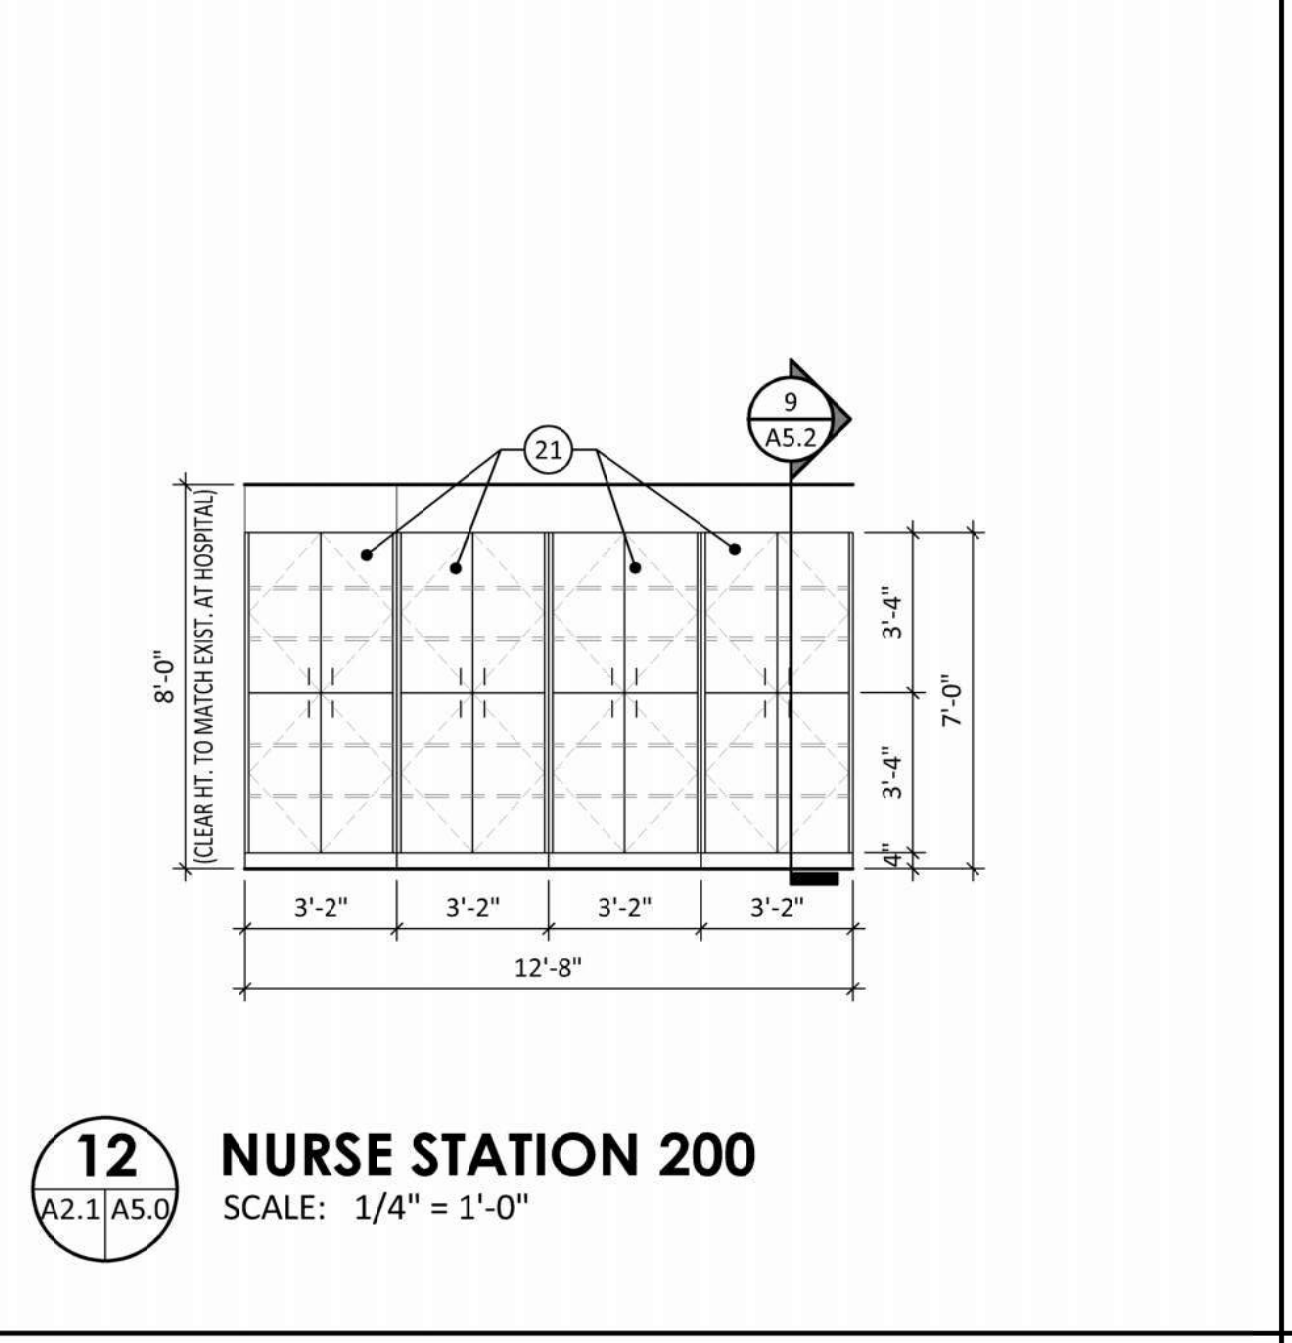 9
A5.2
21
8'-0"
(CLEAR HT. TO MATCH EXIST. AT HOSPITAL)
3'-4"
7'-0"
3'-4"
4"
3'-2" 3'-2" 3'-2" 3'-2"
12'-8"
12
A2.1 A5.0
NURSE STATION 200
SCALE: 1/4" = 1'-0"